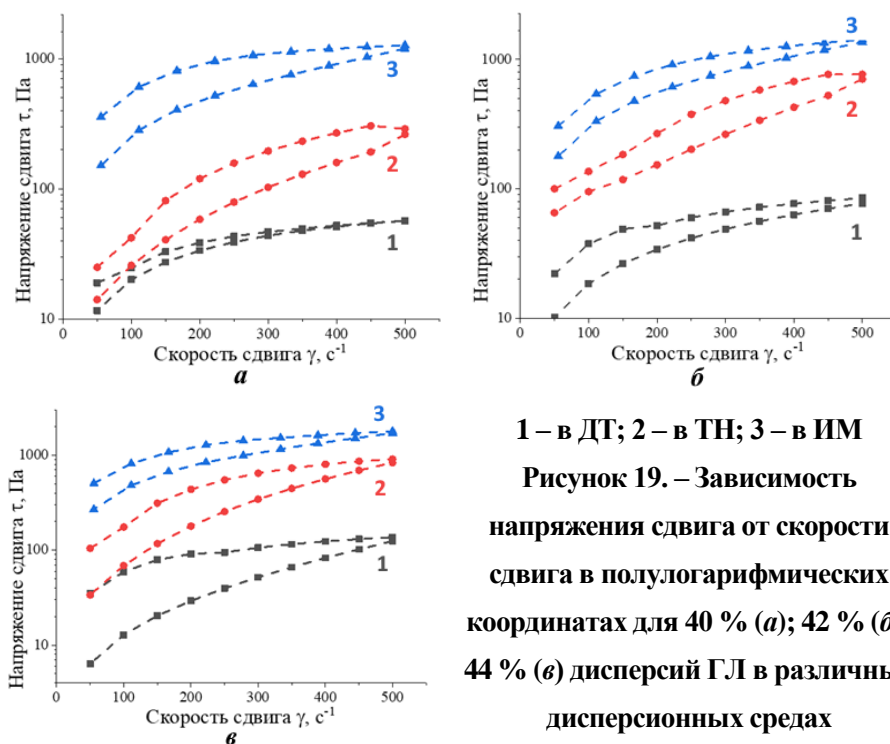 Напряжение сдвига τ, Па
1000
100
10
3
2
1
0 100 200 300 400 500
Скорость сдвига γ, с⁻¹
а
Напряжение сдвига τ, Па
1000
100
10
3
2
1
0 100 200 300 400 500
Скорость сдвига γ, с⁻¹
б
Напряжение сдвига τ, Па
1000
100
10
3
2
1
0 100 200 300 400 500
Скорость сдвига γ, с⁻¹
в
1 – в ДТ; 2 – в ТН; 3 – в ИМ
Рисунок 19. – Зависимость
напряжения сдвига от скорости
сдвига в полулогарифмических
координатах для 40 % (а); 42 % (б
44 % (в) дисперсий ГЛ в различны
дисперсионных средах